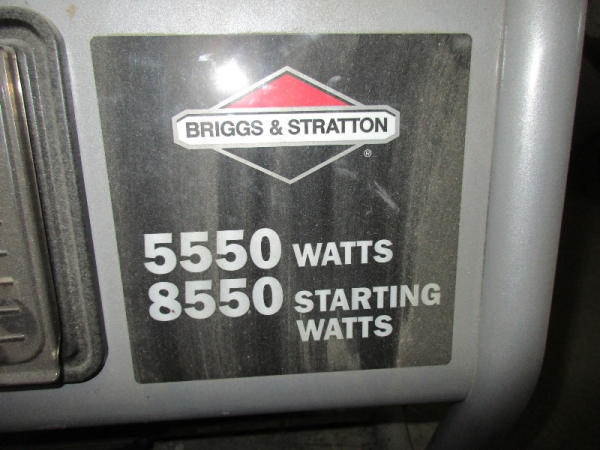 BRIGGS & STRATTON
®
5550 WATTS
8550 STARTING
WATTS